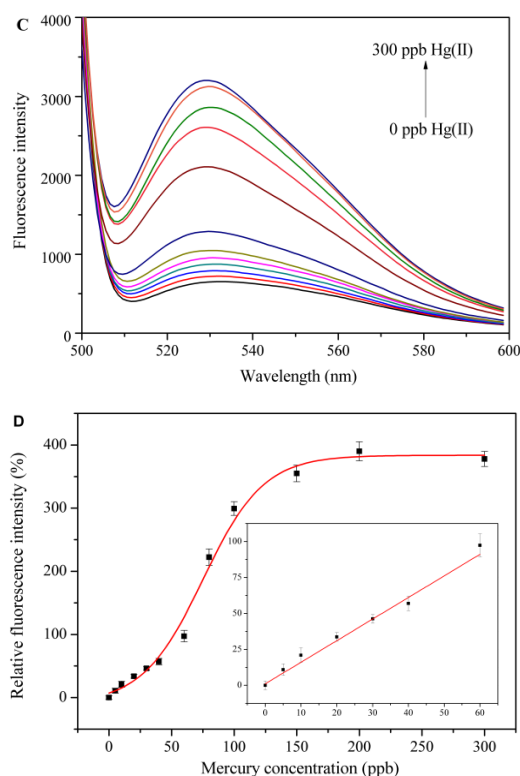 C
4000
3000
2000
1000
0
Fluorescence intensity
300 ppb Hg(II)
0 ppb Hg(II)
500 520 540 560 580 600
Wavelength (nm)
D
400
300
200
100
0
Relative fluorescence intensity (%)
100
75
50
25
0
0 10 20 30 40 50 60
0 50 100 150 200 250 300
Mercury concentration (ppb)